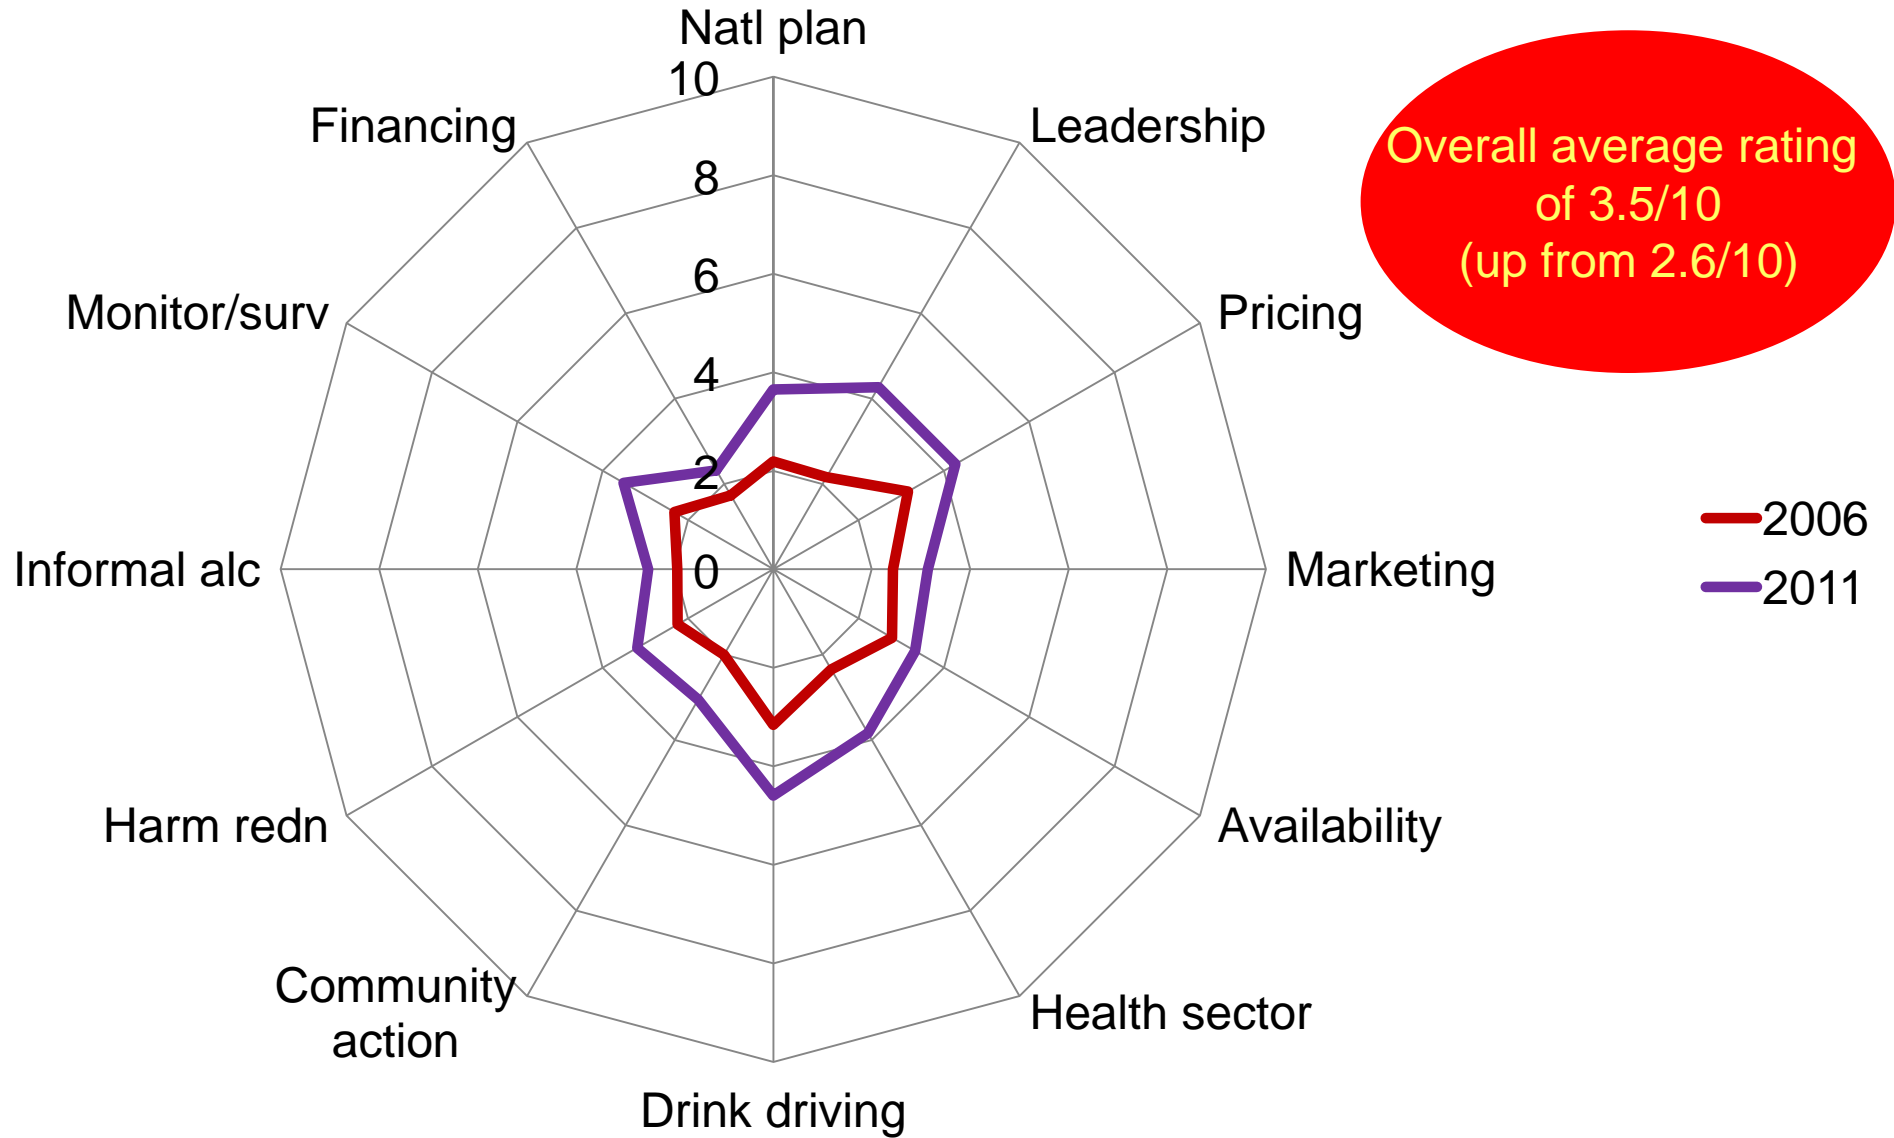 Natl plan
10
Financing
Leadership
Overall average rating
of 3.5/10
(up from 2.6/10)
8
6
Monitor/surv
Pricing
4
2
2006
Informal alc
0
Marketing
2011
Harm redn
Availability
Community
action
Health sector
Drink driving